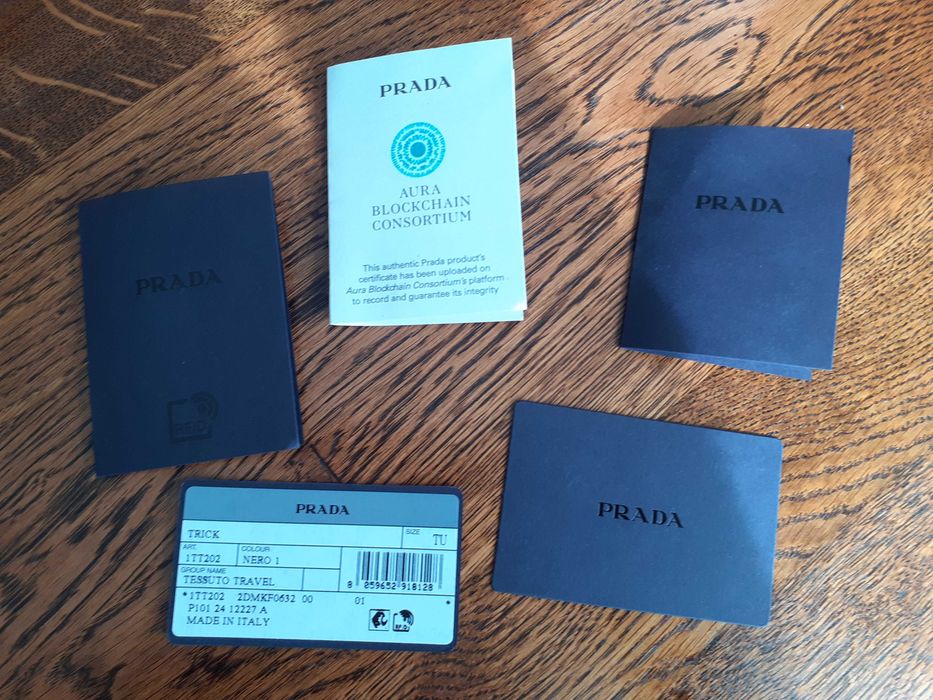 PRADA
AURA
BLOCKCHAIN
CONSORTIUM
This authentic Prada product's
certificate has been uploaded on
Aura Blockchain Consortium's platform
to record and guarantee its integrity
PRADA
PRADA
RFID
PRADA
PRADA
TRICK
SIZE TU
ART.
1TT202
COLOUR
NERO 1
GROUP NAME
TESSUTO TRAVEL
8 259652 918128
*1TT202 2DMKF0632 00 01 *
P101 24 12227 A
MADE IN ITALY
RFID